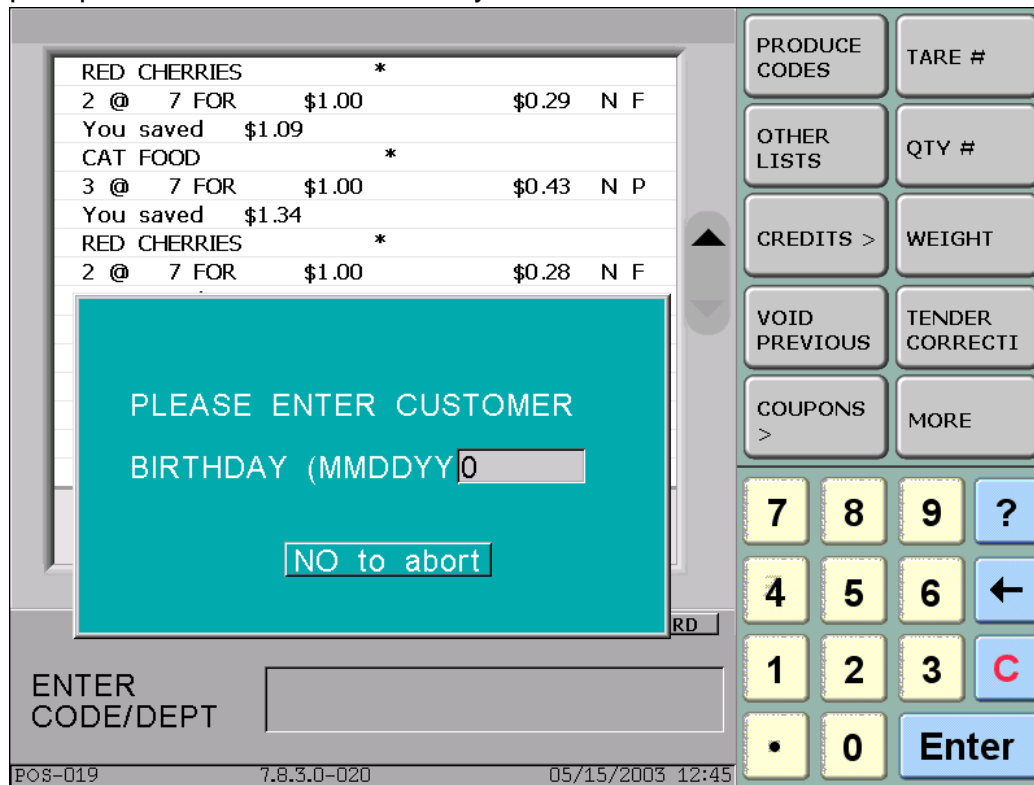 RED CHERRIES *
2 @ 7 FOR $1.00 $0.29 N F
You saved $1.09
CAT FOOD *
3 @ 7 FOR $1.00 $0.43 N P
You saved $1.34
RED CHERRIES *
2 @ 7 FOR $1.00 $0.28 N F
PLEASE ENTER CUSTOMER
BIRTHDAY (MMDDYY 0
NO to abort
RD
ENTER
CODE/DEPT
POS-019 7.8.3.0-020 05/15/2003 12:45
PRODUCE
CODES
TARE #
OTHER
LISTS
QTY #
CREDITS >
WEIGHT
VOID
PREVIOUS
TENDER
CORRECTI
COUPONS
>
MORE
7 8 9 ?
4 5 6 ←
1 2 3 C
. 0 Enter